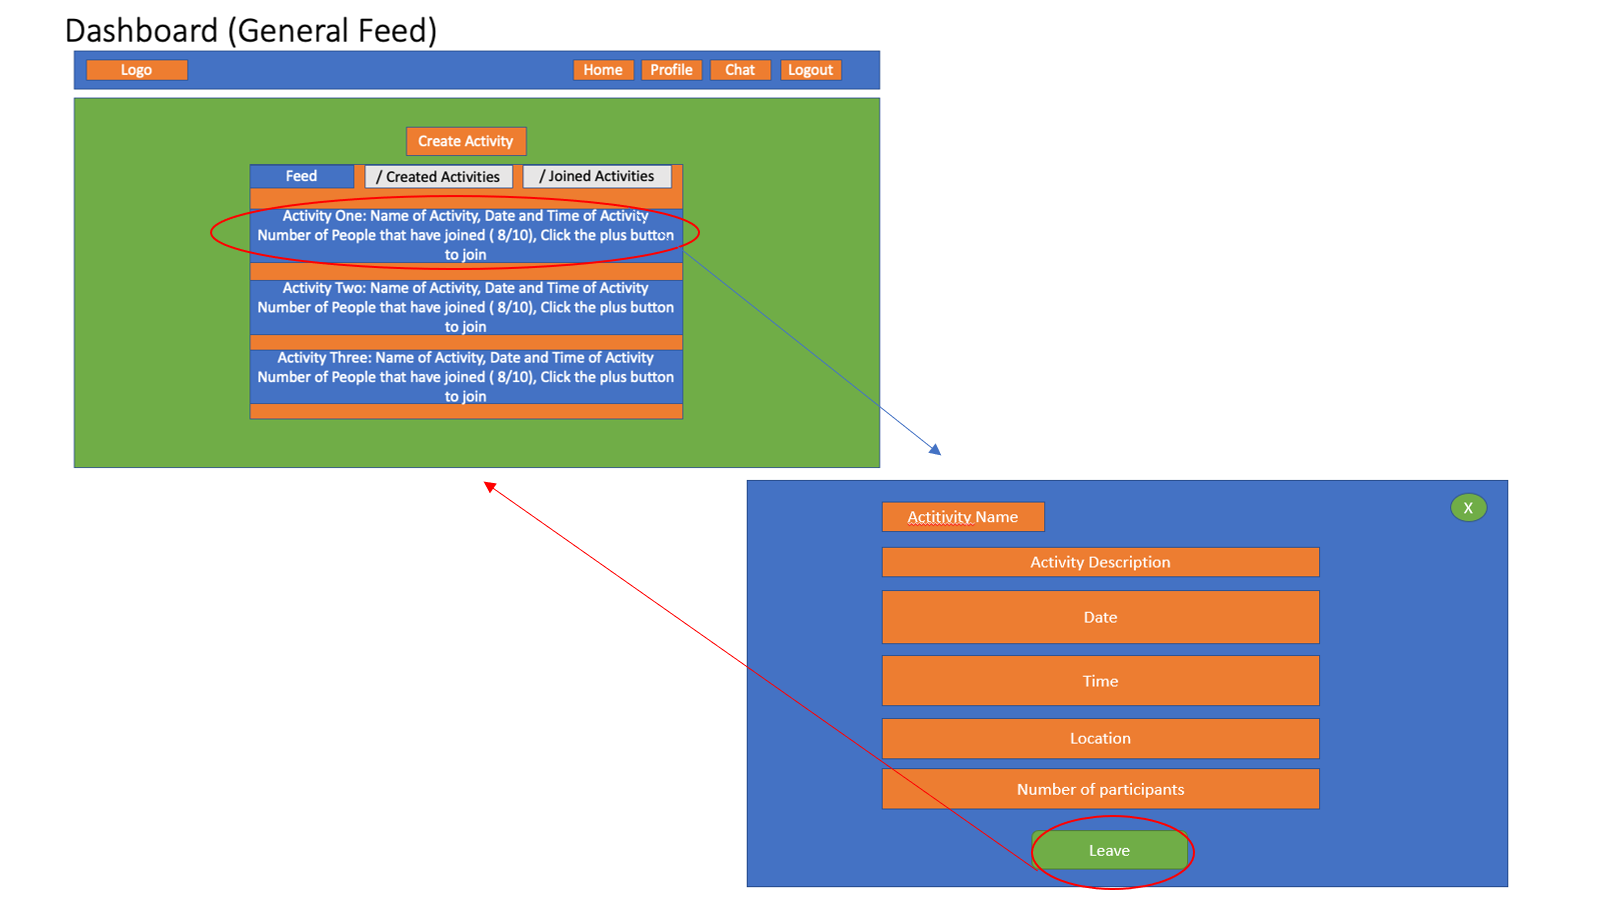 Dashboard (General Feed)
Logo
Home
Profile
Chat
Logout
Create Activity
Feed
/ Created Activities
/ Joined Activities
Activity One: Name of Activity, Date and Time of Activity
Number of People that have joined ( 8/10), Click the plus button
to join
Activity Two: Name of Activity, Date and Time of Activity
Number of People that have joined ( 8/10), Click the plus button
to join
Activity Three: Name of Activity, Date and Time of Activity
Number of People that have joined ( 8/10), Click the plus button
to join
Actitivity Name
X
Activity Description
Date
Time
Location
Number of participants
Leave